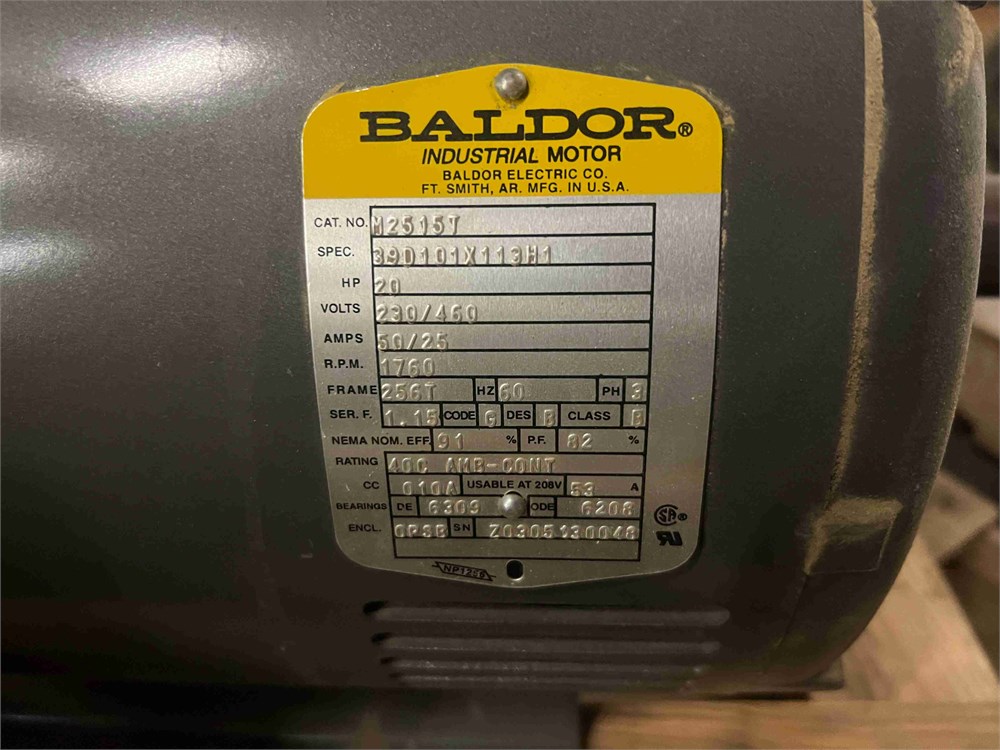 BALDOR®
INDUSTRIAL MOTOR
BALDOR ELECTRIC CO.
FT. SMITH, AR. MFG. IN U.S.A.
CAT. NO. M2515T
SPEC. 39D101X113H1
HP 20
VOLTS 230/460
AMPS 50/25
R.P.M. 1760
FRAME 256T HZ 60 PH 3
SER. F. 1.15 CODE G DES B CLASS B
NEMA NOM. EFF. 91 % P.F. 82 %
RATING 40C AMB-CONT
CC 010A USABLE AT 208V 53 A
BEARINGS DE 6309 ODE 6208
ENCL. OPSB SN
NP1256